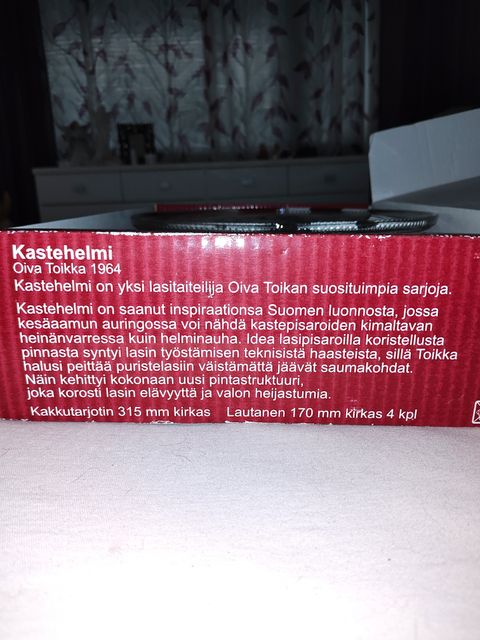 Kastehelmi
Oiva Toikka 1964
Kastehelmi on yksi lasitaiteilija Oiva Toikan suosituimpia sarjoja.
Kastehelmi on saanut inspiraationsa Suomen luonnosta, jossa
kesäaamun auringossa voi nähdä kastepisaroiden kimaltavan
heinänvarressa kuin helminauha. Idea lasipisaroilla koristellusta
pinnasta syntyi lasin työstämisen teknisistä haasteista, sillä Toikka
halusi peittää puristelasiin väistämättä jäävät saumakohdat.
Näin kehittyi kokonaan uusi pintastruktuuri,
joka korosti lasin elävyyttä ja valon heijastumia.
Kakkutarjotin 315 mm kirkas Lautanen 170 mm kirkas 4 kpl